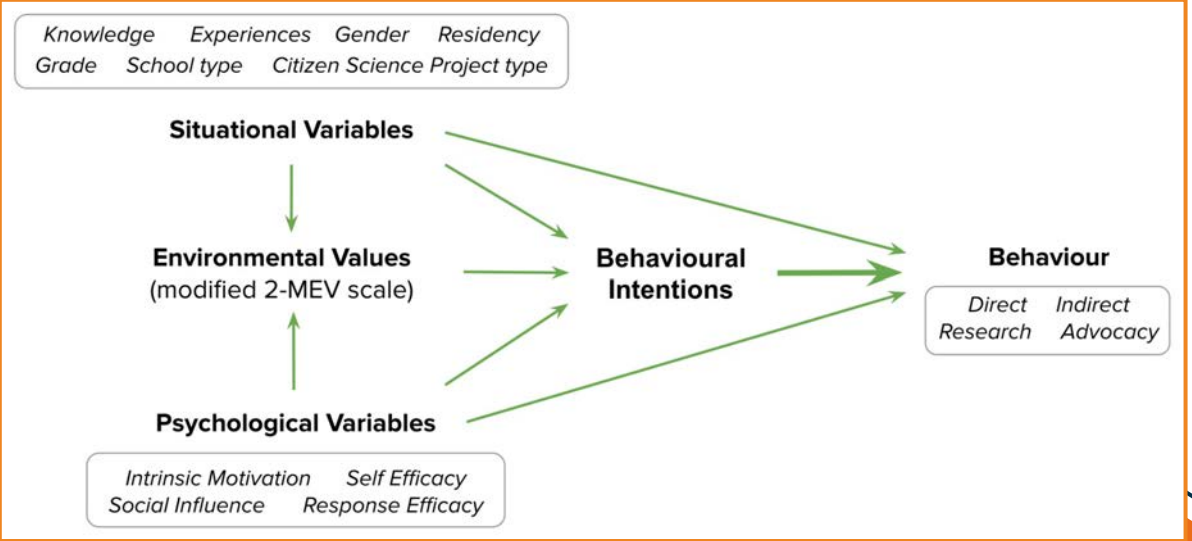 Knowledge Experiences Gender Residency
Grade School type Citizen Science Project type
Situational Variables
Environmental Values
(modified 2-MEV scale)
Behavioural
Intentions
Behaviour
Direct Indirect
Research Advocacy
Psychological Variables
Intrinsic Motivation Self Efficacy
Social Influence Response Efficacy